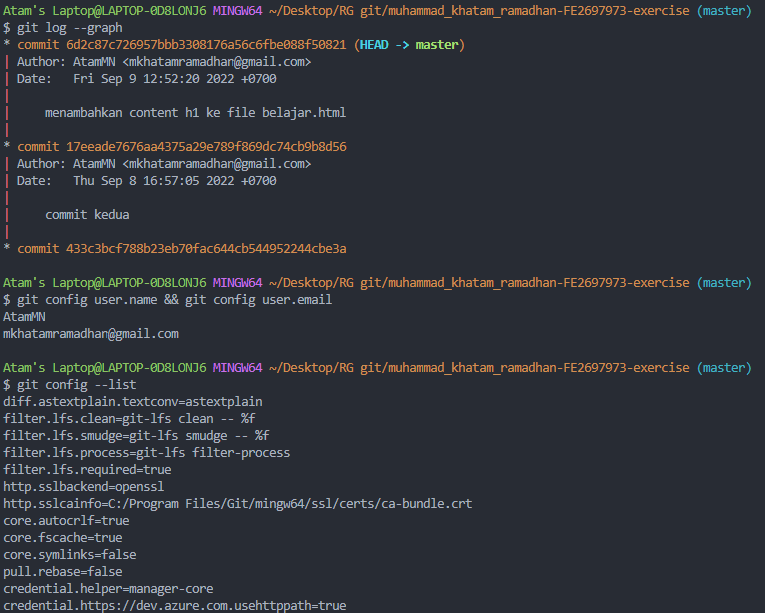 Atam's Laptop@LAPTOP-0D8LONJ6 MINGW64 ~/Desktop/RG git/muhammad_khatam_ramadhan-FE2697973-exercise (master)
$ git log --graph
* commit 6d2c87c726957bbb3308176a56c6fbe088f50821 (HEAD -> master)
| Author: AtamMN <mkhatamramadhan@gmail.com>
| Date:   Fri Sep 9 12:52:20 2022 +0700
|
|     menambahkan content h1 ke file belajar.html
|
* commit 17eeade7676aa4375a29e789f869dc74cb9b8d56
| Author: AtamMN <mkhatamramadhan@gmail.com>
| Date:   Thu Sep 8 16:57:05 2022 +0700
|
|     commit kedua
|
* commit 433c3bcf788b23eb70fac644cb544952244cbe3a
Atam's Laptop@LAPTOP-0D8LONJ6 MINGW64 ~/Desktop/RG git/muhammad_khatam_ramadhan-FE2697973-exercise (master)
$ git config user.name && git config user.email
AtamMN
mkhatamramadhan@gmail.com
Atam's Laptop@LAPTOP-0D8LONJ6 MINGW64 ~/Desktop/RG git/muhammad_khatam_ramadhan-FE2697973-exercise (master)
$ git config --list
diff.astextplain.textconv=astextplain
filter.lfs.clean=git-lfs clean -- %f
filter.lfs.smudge=git-lfs smudge -- %f
filter.lfs.process=git-lfs filter-process
filter.lfs.required=true
http.sslbackend=openssl
http.sslcainfo=C:/Program Files/Git/mingw64/ssl/certs/ca-bundle.crt
core.autocrlf=true
core.fscache=true
core.symlinks=false
pull.rebase=false
credential.helper=manager-core
credential.https://dev.azure.com.usehttppath=true